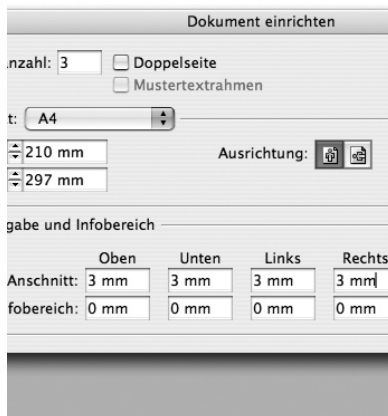 Dokument einrichten
nzahl: 3 Doppelseite
Mustertextrahmen
t: A4
210 mm Ausrichtung:
297 mm
gabe und Infobereich
Oben Unten Links Rechts
Anschnitt: 3 mm 3 mm 3 mm 3 mm
fobereich: 0 mm 0 mm 0 mm 0 mm